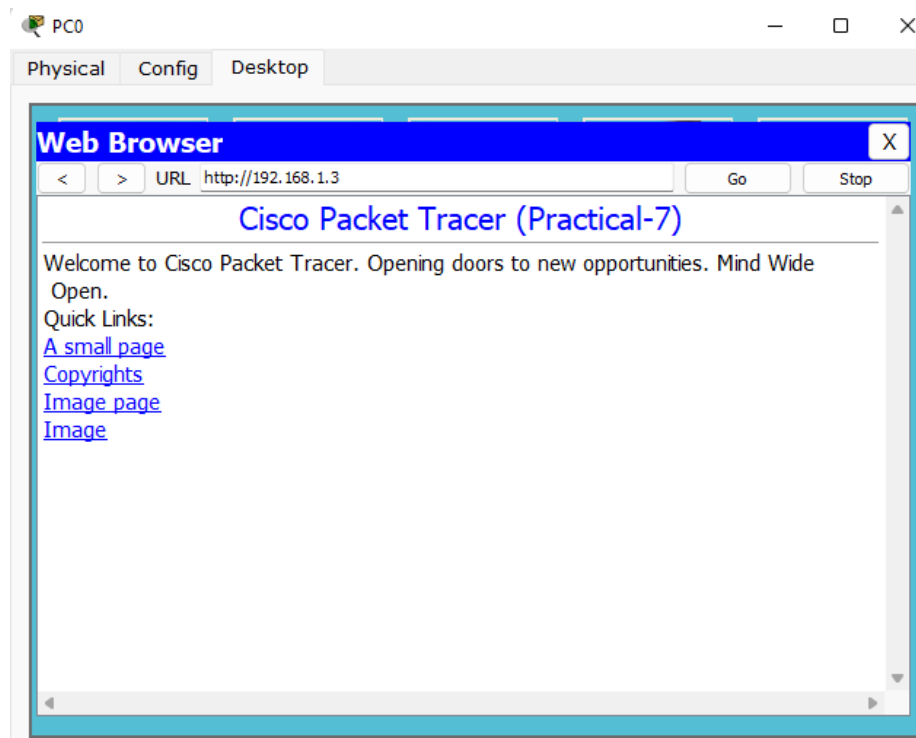 PC0
Physical Config Desktop
Web Browser X
< > URL http://192.168.1.3 Go Stop
Cisco Packet Tracer (Practical-7)
Welcome to Cisco Packet Tracer. Opening doors to new opportunities. Mind Wide
Open.
Quick Links:
A small page
Copyrights
Image page
Image